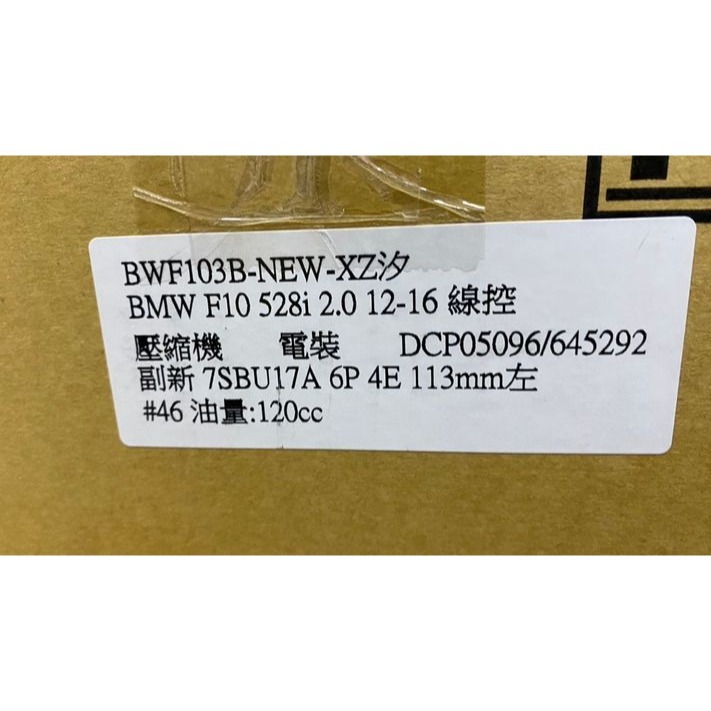 BWF103B-NEW-XZ汐
BMW F10 528i 2.0 12-16 線控
壓縮機 電裝 DCP05096/645292
副新 7SBU17A 6P 4E 113mm左
#46 油量:120cc